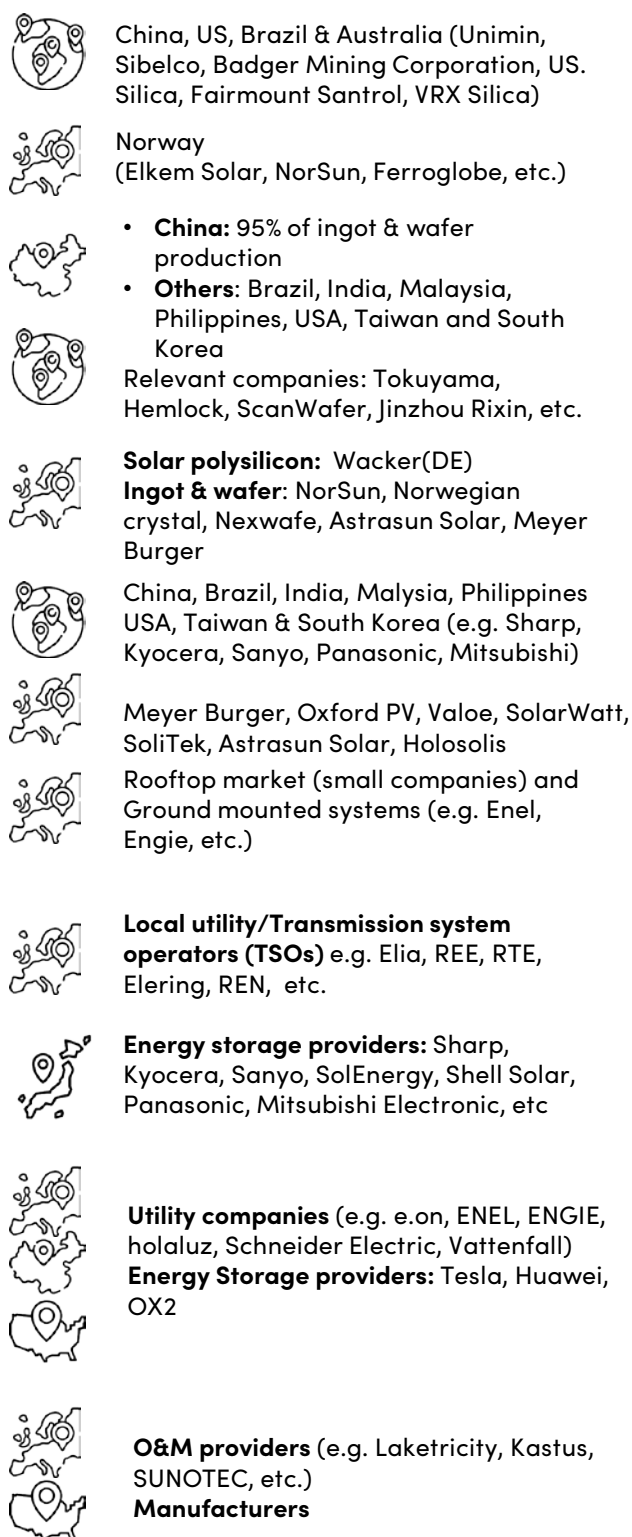 China, US, Brazil & Australia (Unimin,
Sibelco, Badger Mining Corporation, US.
Silica, Fairmount Santrol, VRX Silica)
Norway
(Elkem Solar, NorSun, Ferroglobe, etc.)
• China: 95% of ingot & wafer
production
• Others: Brazil, India, Malaysia,
Philippines, USA, Taiwan and South
Korea
Relevant companies: Tokuyama,
Hemlock, ScanWafer, Jinzhou Rixin, etc.
Solar polysilicon: Wacker(DE)
Ingot & wafer: NorSun, Norwegian
crystal, Nexwafe, Astrasun Solar, Meyer
Burger
China, Brazil, India, Malysia, Philippines
USA, Taiwan & South Korea (e.g. Sharp,
Kyocera, Sanyo, Panasonic, Mitsubishi)
Meyer Burger, Oxford PV, Valoe, SolarWatt,
SoliTek, Astrasun Solar, Holosolis
Rooftop market (small companies) and
Ground mounted systems (e.g. Enel,
Engie, etc.)
Local utility/Transmission system
operators (TSOs) e.g. Elia, REE, RTE,
Elering, REN, etc.
Energy storage providers: Sharp,
Kyocera, Sanyo, SolEnergy, Shell Solar,
Panasonic, Mitsubishi Electronic, etc
Utility companies (e.g. e.on, ENEL, ENGIE,
holaluz, Schneider Electric, Vattenfall)
Energy Storage providers: Tesla, Huawei,
OX2
O&M providers (e.g. Laketricity, Kastus,
SUNOTEC, etc.)
Manufacturers